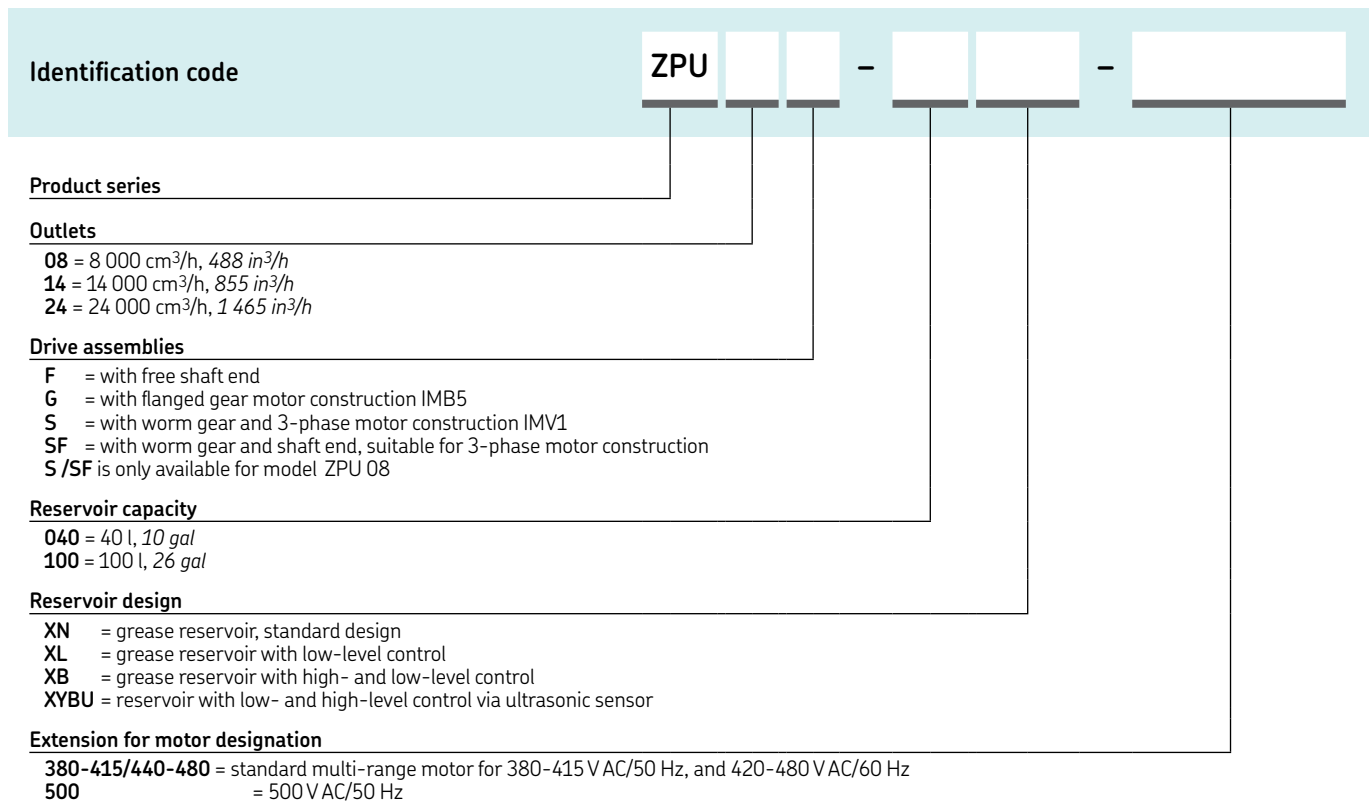 Identification code ZPU – –
Product series
Outlets
08 = 8 000 cm³/h, 488 in³/h
14 = 14 000 cm³/h, 855 in³/h
24 = 24 000 cm³/h, 1 465 in³/h
Drive assemblies
F = with free shaft end
G = with flanged gear motor construction IMB5
S = with worm gear and 3-phase motor construction IMV1
SF = with worm gear and shaft end, suitable for 3-phase motor construction
S /SF is only available for model ZPU 08
Reservoir capacity
040 = 40 l, 10 gal
100 = 100 l, 26 gal
Reservoir design
XN = grease reservoir, standard design
XL = grease reservoir with low-level control
XB = grease reservoir with high- and low-level control
XYBU = reservoir with low- and high-level control via ultrasonic sensor
Extension for motor designation
380-415/440-480 = standard multi-range motor for 380-415 V AC/50 Hz, and 420-480 V AC/60 Hz
500 = 500 V AC/50 Hz